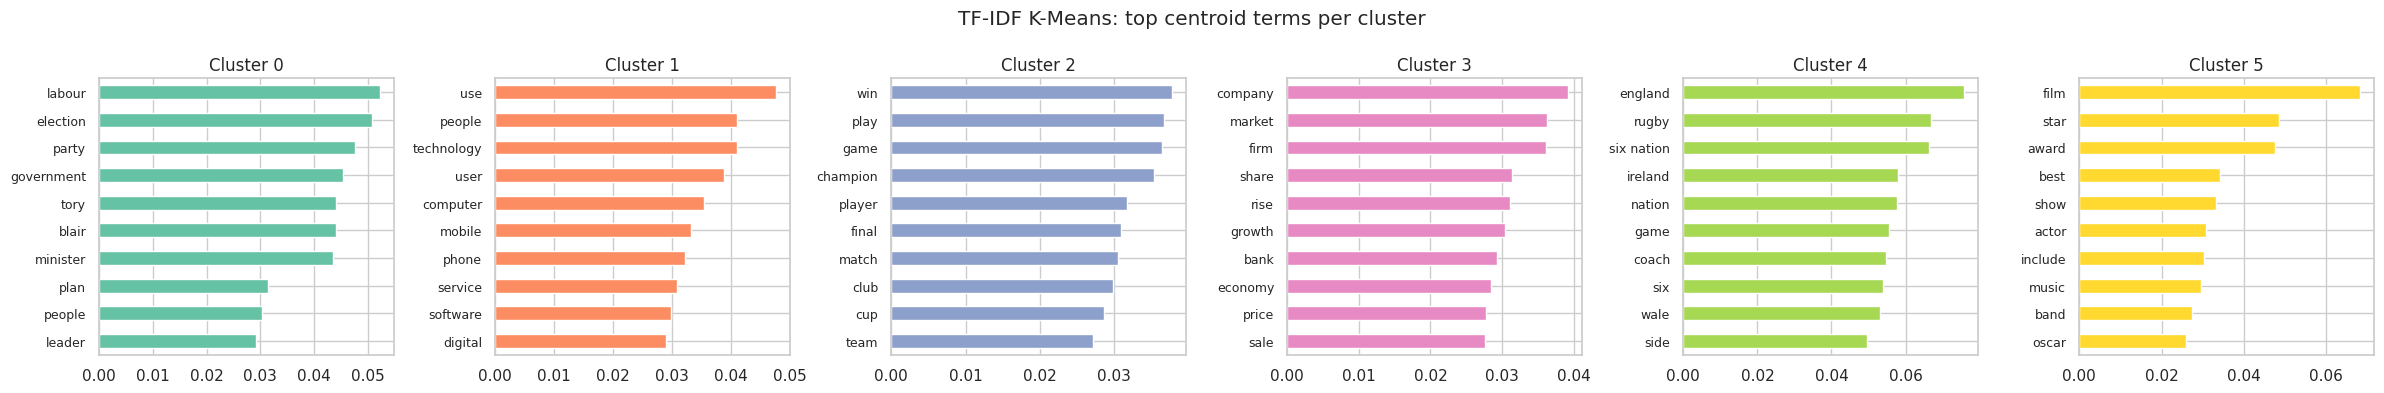 TF-IDF K-Means: top centroid terms per cluster
Cluster 0
labour
election
party
government
tory
blair
minister
plan
people
leader
0.00 0.01 0.02 0.03 0.04 0.05
Cluster 1
use
people
technology
user
computer
mobile
phone
service
software
digital
0.00 0.01 0.02 0.03 0.04 0.05
Cluster 2
win
play
game
champion
player
final
match
club
cup
team
0.00 0.01 0.02 0.03
Cluster 3
company
market
firm
share
rise
growth
bank
economy
price
sale
0.00 0.01 0.02 0.03 0.04
Cluster 4
england
rugby
six nation
ireland
nation
game
coach
six
wale
side
0.00 0.02 0.04 0.06
Cluster 5
film
star
award
best
show
actor
include
music
band
oscar
0.00 0.02 0.04 0.06